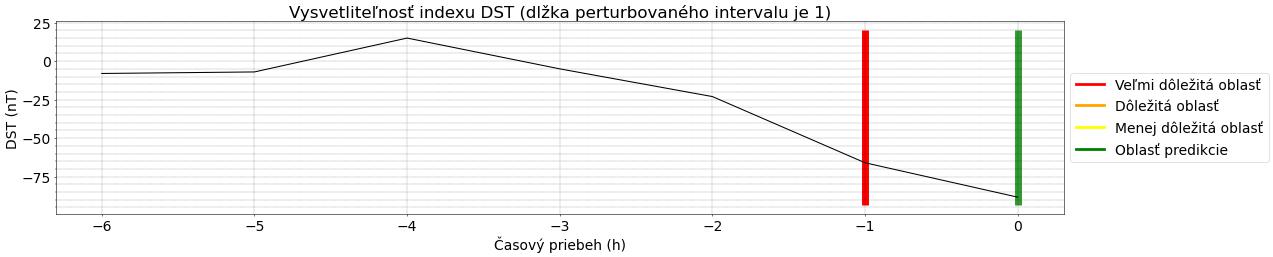 Vysvetliteľnosť indexu DST (dĺžka perturbovaného intervalu je 1)
25
0
−25
−50
−75
DST (nT)
−6 −5 −4 −3 −2 −1 0
Časový priebeh (h)
Veľmi dôležitá oblasť
Dôležitá oblasť
Menej dôležitá oblasť
Oblasť predikcie